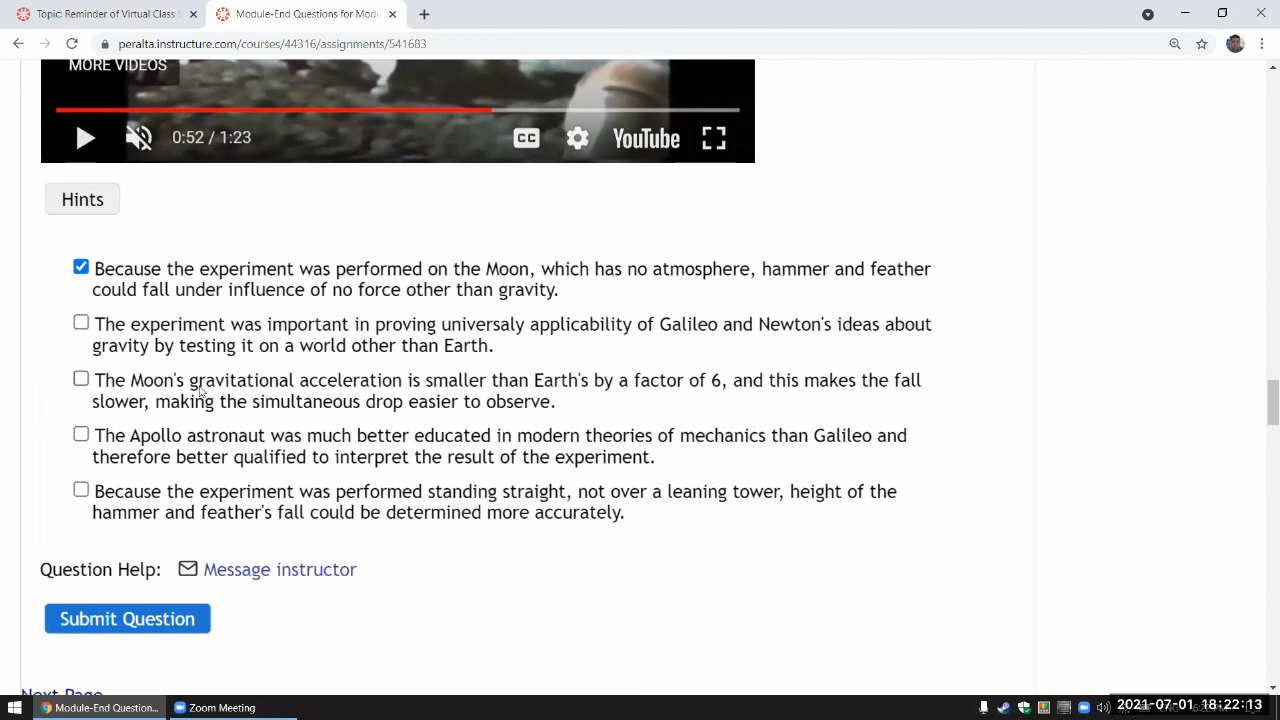 Topic: Reminder of Virtual Class S
Module-End Questions for Modu
peralta.instructure.com/courses/44316/assignments/541683
MORE VIDEOS
0:52 / 1:23
CC
YouTube
Hints
Because the experiment was performed on the Moon, which has no atmosphere, hammer and feather
could fall under influence of no force other than gravity.
The experiment was important in proving universaly applicability of Galileo and Newton's ideas about
gravity by testing it on a world other than Earth.
The Moon's gravitational acceleration is smaller than Earth's by a factor of 6, and this makes the fall
slower, making the simultaneous drop easier to observe.
The Apollo astronaut was much better educated in modern theories of mechanics than Galileo and
therefore better qualified to interpret the result of the experiment.
Because the experiment was performed standing straight, not over a leaning tower, height of the
hammer and feather's fall could be determined more accurately.
Question Help:
Message instructor
Submit Question
Next Page
Module-End Question...
Zoom Meeting
2021-07-01 18:22:13